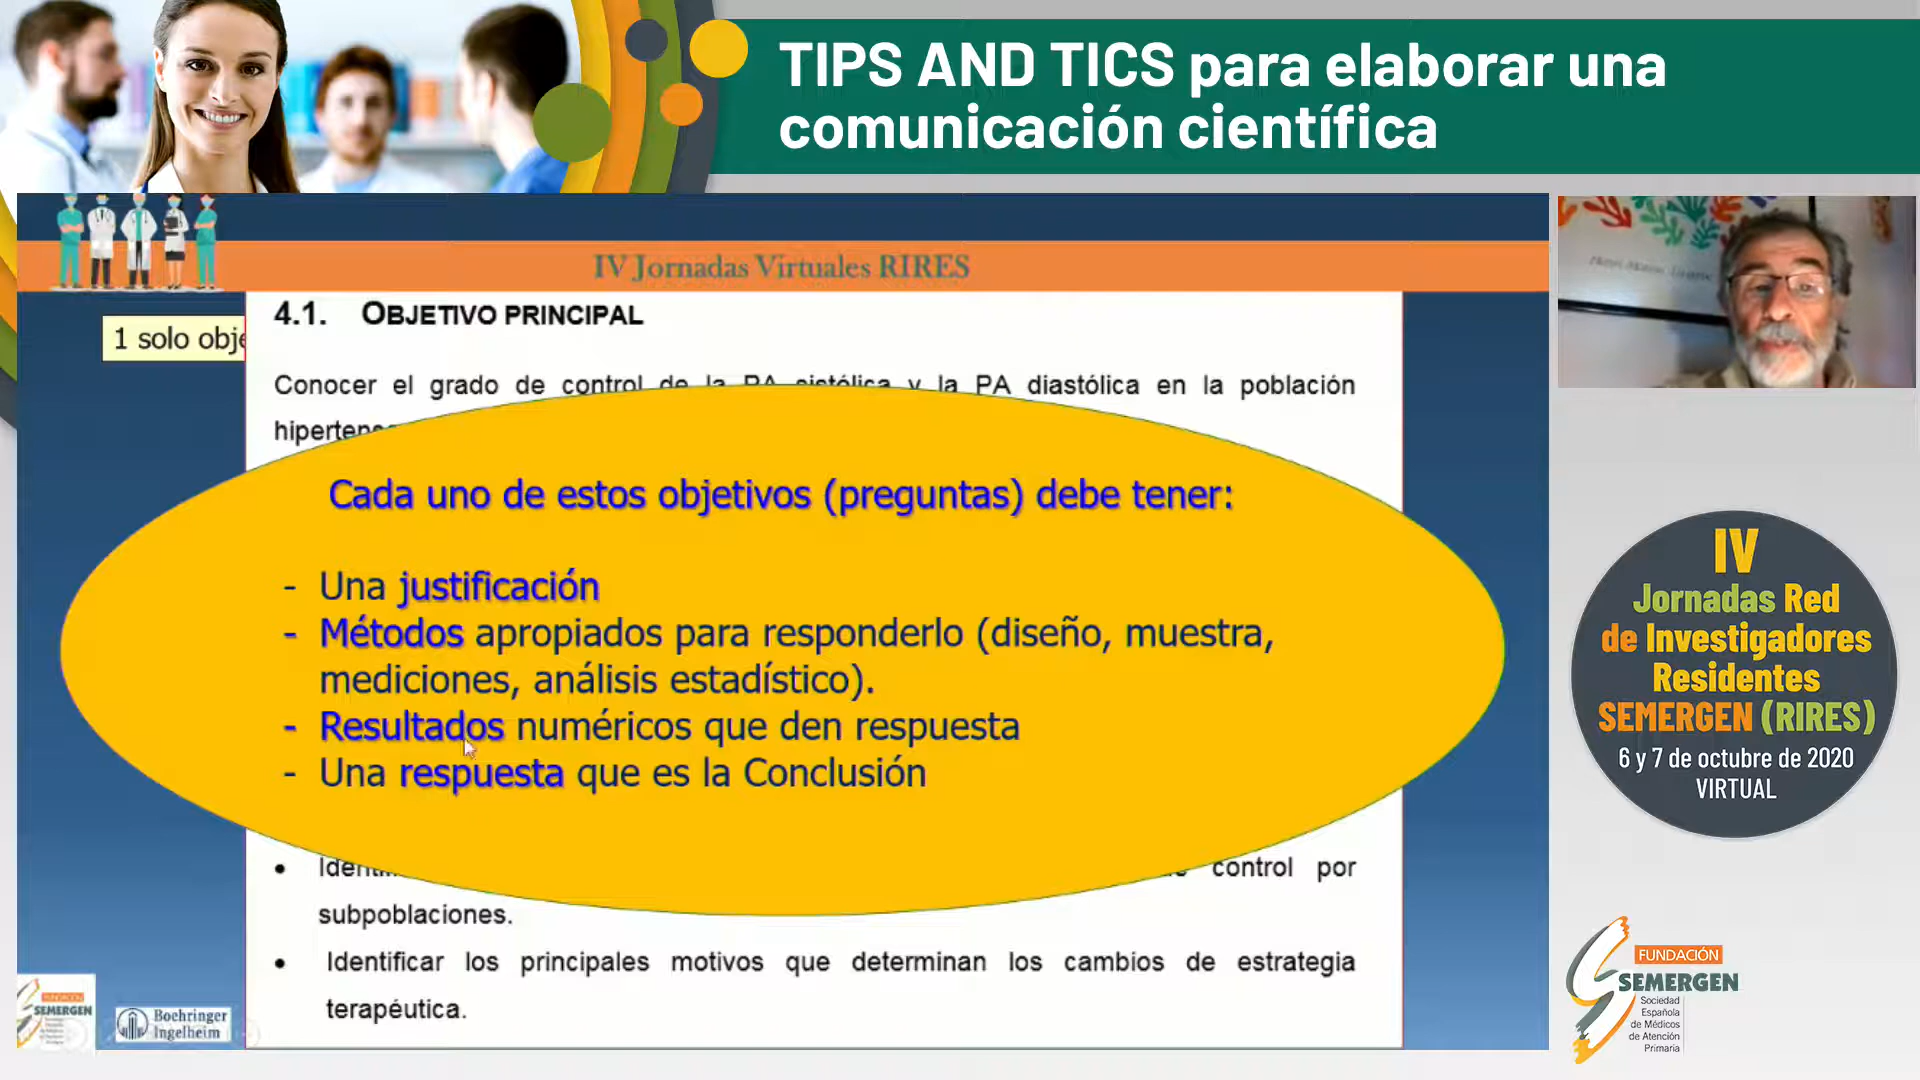 TIPS AND TICS para elaborar una
comunicación científica
IV Jornadas Virtuales RIRES
1 solo obje
4.1. OBJETIVO PRINCIPAL
Conocer el grado de control de la PA sistólica y la PA diastólica en la población
Cada uno de estos objetivos (preguntas) debe tener:
- Una justificación
- Métodos apropiados para responderlo (diseño, muestra,
mediciones, análisis estadístico).
- Resultados numéricos que den respuesta
- Una respuesta que es la Conclusión
control por
subpoblaciones.
• Identificar los principales motivos que determinan los cambios de estrategia
terapéutica.
FUNDACIÓN
SEMERGEN
Boehringer
Ingelheim
IV
Jornadas Red
de Investigadores
Residentes
SEMERGEN (RIRES)
6 y 7 de octubre de 2020
VIRTUAL
FUNDACIÓN
SEMERGEN
Sociedad
Española
de Médicos
de Atención
Primaria